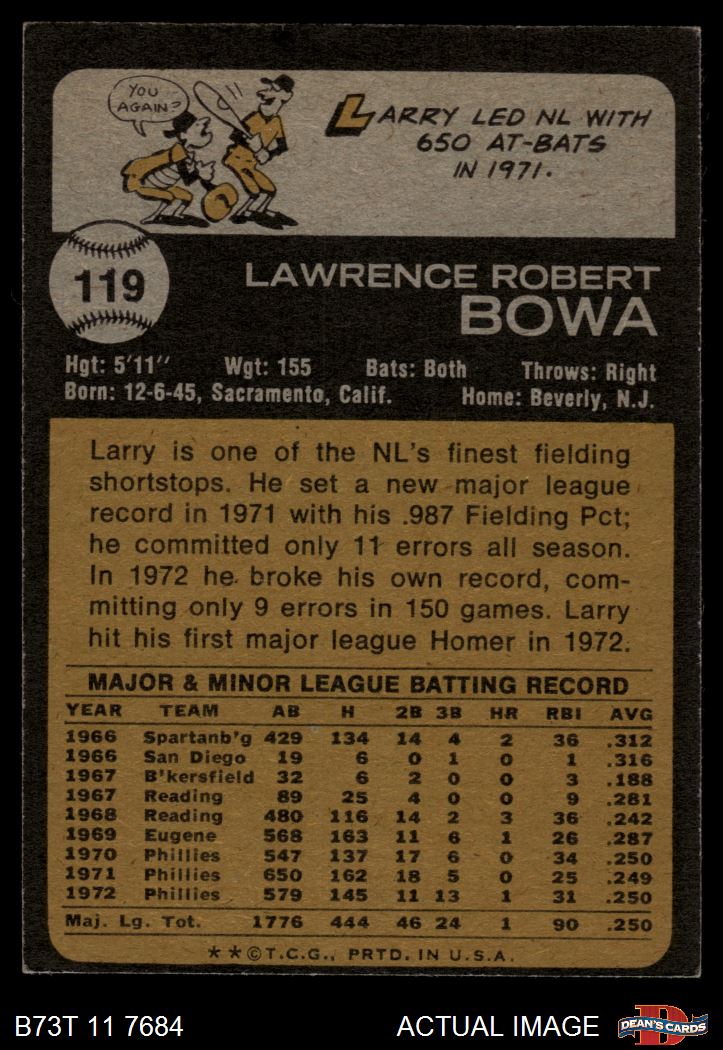 YOU AGAIN?
LARRY LED NL WITH
650 AT-BATS
IN 1971.
119
LAWRENCE ROBERT
BOWA
Hgt: 5'11" Wgt: 155 Bats: Both Throws: Right
Born: 12-6-45, Sacramento, Calif. Home: Beverly, N.J.
Larry is one of the NL's finest fielding
shortstops. He set a new major league
record in 1971 with his .987 Fielding Pct;
he committed only 11 errors all season.
In 1972 he broke his own record, com-
mitting only 9 errors in 150 games. Larry
hit his first major league Homer in 1972.
MAJOR & MINOR LEAGUE BATTING RECORD
YEAR TEAM AB H 2B 3B HR RBI AVG
1966 Spartanb'g 429 134 14 4 2 36 .312
1966 San Diego 19 6 0 1 0 1 .316
1967 B'kersfield 32 6 2 0 0 3 .188
1967 Reading 89 25 4 0 0 9 .281
1968 Reading 480 116 14 2 3 36 .242
1969 Eugene 568 163 11 6 1 26 .287
1970 Phillies 547 137 17 6 0 34 .250
1971 Phillies 650 162 18 5 0 25 .249
1972 Phillies 579 145 11 13 1 31 .250
Maj. Lg. Tot. 1776 444 46 24 1 90 .250
**©T.C.G., PRTD. IN U.S.A.
B73T 11 7684 ACTUAL IMAGE D DEAN'S CARDS